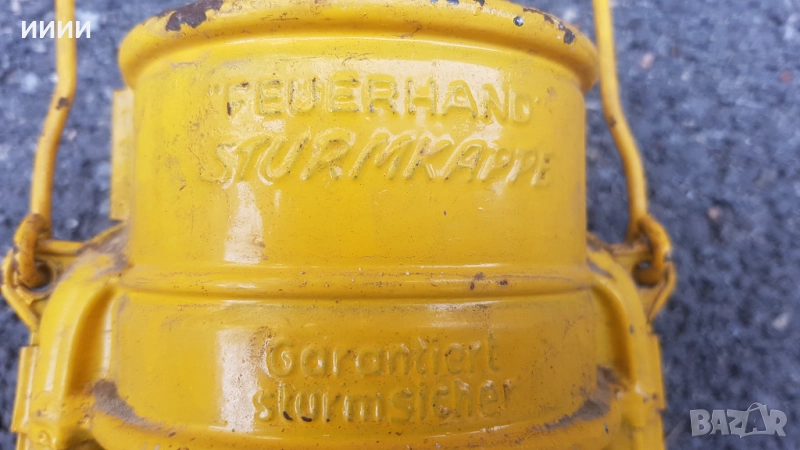 ииии
"FEUERHAND"
STURMKAPPE
Garantiert
sturmsicher
BAZAR